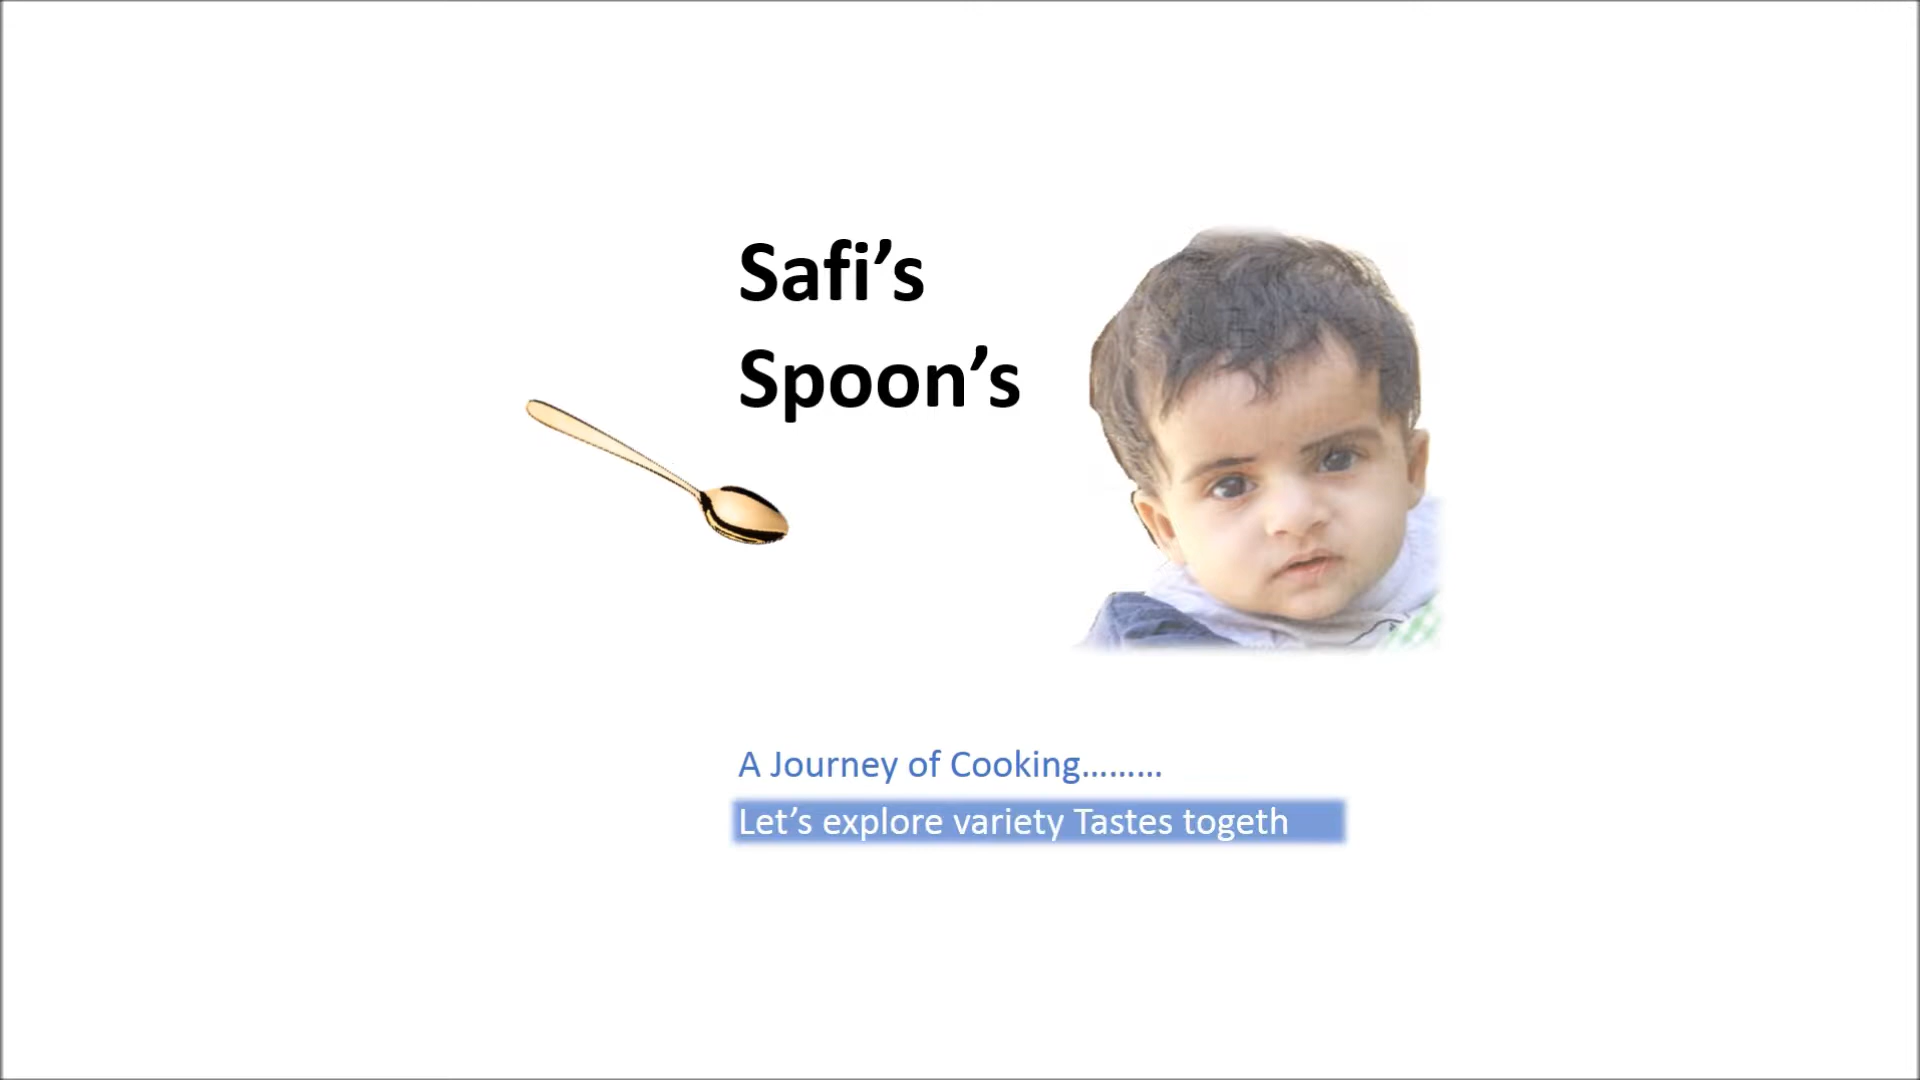 Safi’s
Spoon’s
A Journey of Cooking………
Let’s explore variety Tastes togeth